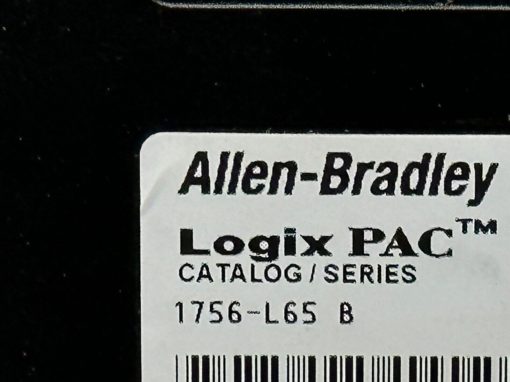 Allen-Bradley
Logix PAC™
CATALOG / SERIES
1756-L65 B